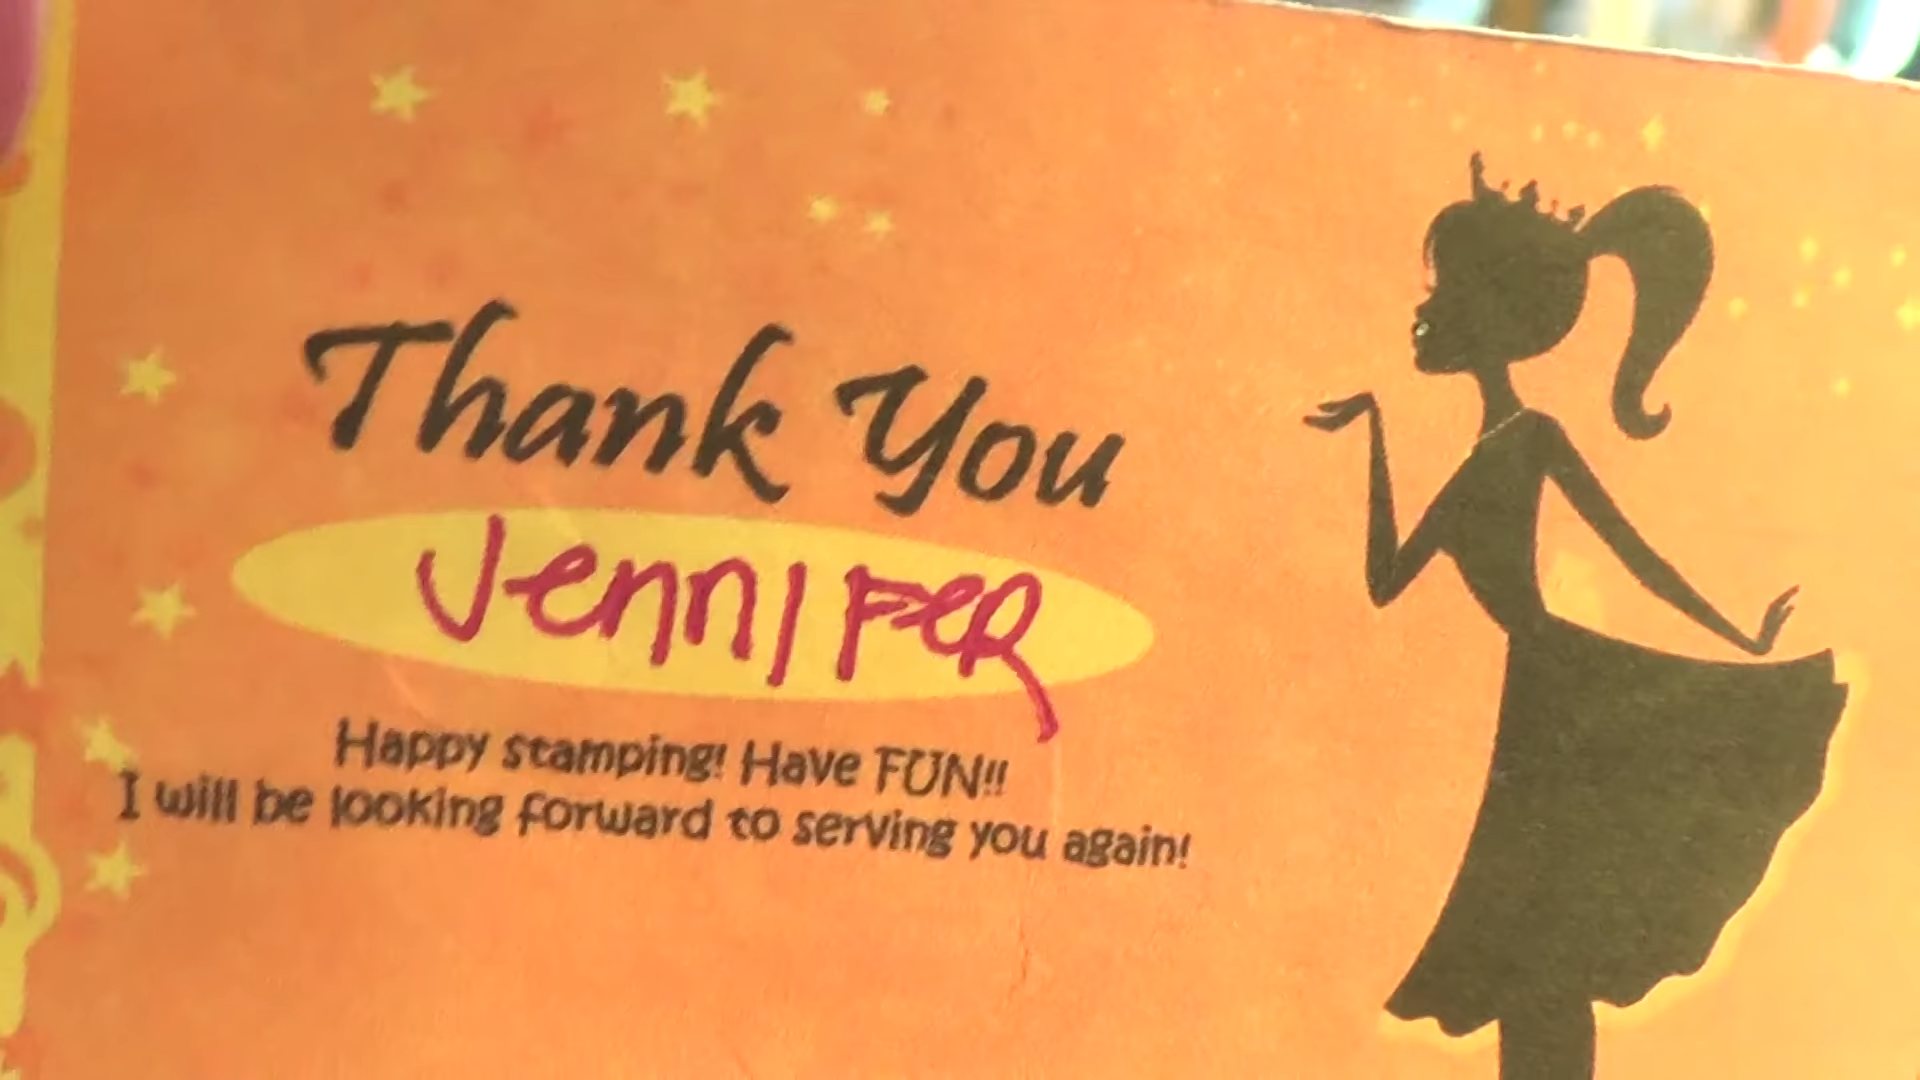 Thank You
JenniFeR
Happy stamping! Have FUN!!
I will be looking forward to serving you again!